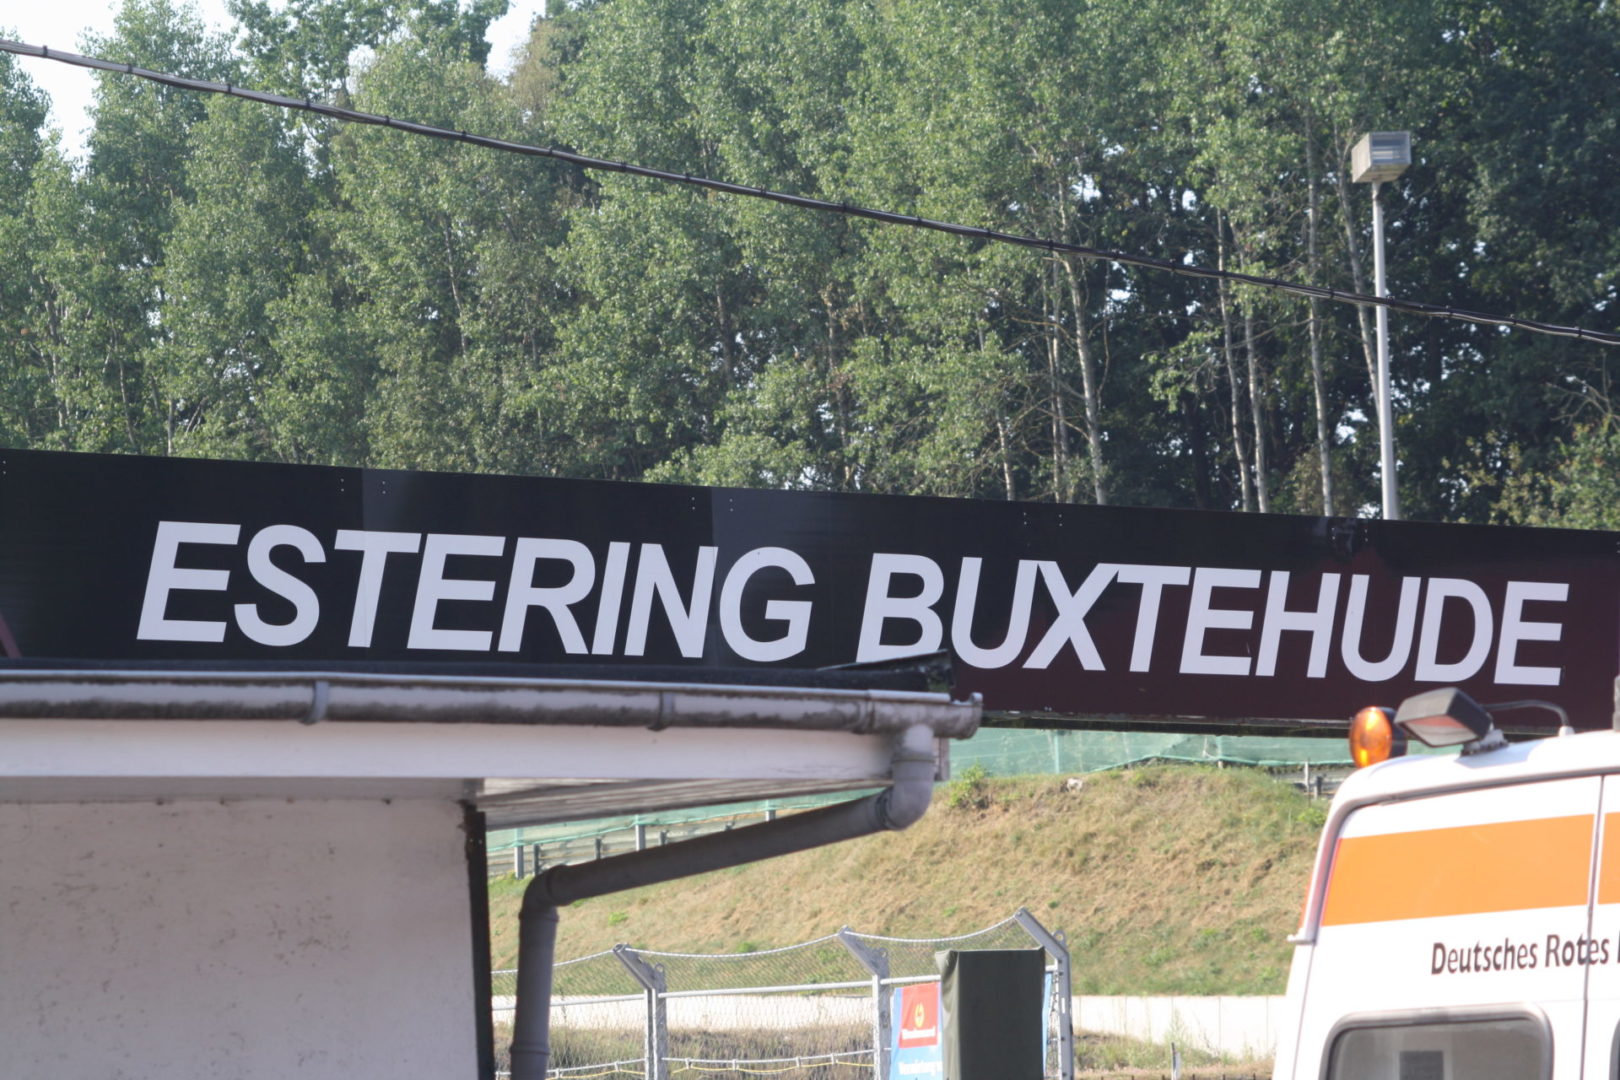 ESTERING BUXTEHUDE
Deutsches Rotes